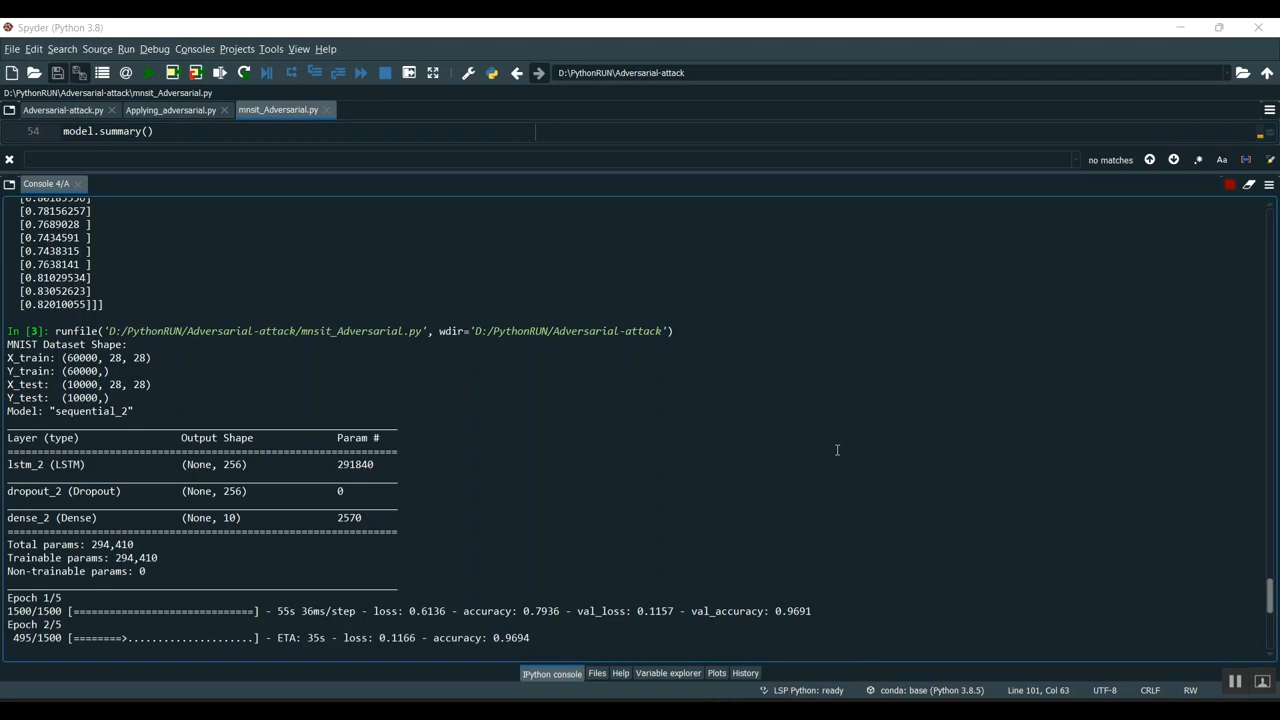 Spyder (Python 3.8)
File Edit Search Source Run Debug Consoles Projects Tools View Help
D:\PythonRUN\Adversarial-attack
D:\PythonRUN\Adversarial-attack\mnsit_Adversarial.py
Adversarial-attack.py Applying_adversarial.py mnsit_Adversarial.py
54 model.summary()
no matches .* Aa
Console 4/A
[0.78156257]
[0.7689028 ]
[0.7434591 ]
[0.7438315 ]
[0.7638141 ]
[0.81029534]
[0.83052623]
[0.82010055]]]
In [3]: runfile('D:/PythonRUN/Adversarial-attack/mnsit_Adversarial.py', wdir='D:/PythonRUN/Adversarial-attack')
MNIST Dataset Shape:
X_train: (60000, 28, 28)
Y_train: (60000,)
X_test:  (10000, 28, 28)
Y_test:  (10000,)
Model: "sequential_2"
Layer (type) Output Shape Param #
=================================================================
lstm_2 (LSTM) (None, 256) 291840
dropout_2 (Dropout) (None, 256) 0
dense_2 (Dense) (None, 10) 2570
=================================================================
Total params: 294,410
Trainable params: 294,410
Non-trainable params: 0
Epoch 1/5
1500/1500 [==============================] - 55s 36ms/step - loss: 0.6136 - accuracy: 0.7936 - val_loss: 0.1157 - val_accuracy: 0.9691
Epoch 2/5
495/1500 [========>.....................] - ETA: 35s - loss: 0.1166 - accuracy: 0.9694
IPython console Files Help Variable explorer Plots History
LSP Python: ready conda: base (Python 3.8.5) Line 101, Col 63 UTF-8 CRLF RW